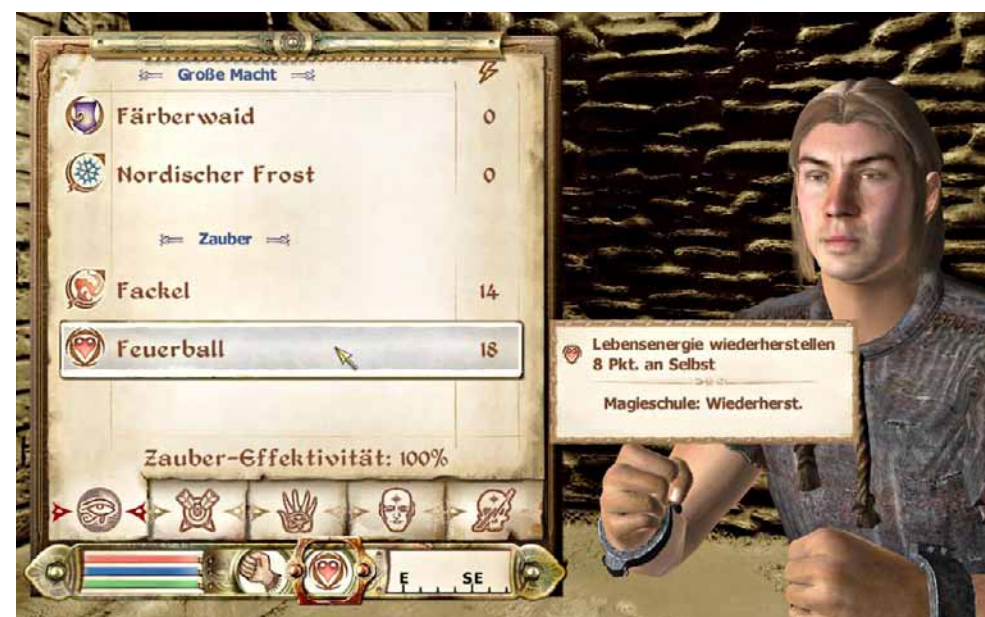 Große Macht
Färberwaid 0
Nordischer Frost 0
Zauber
Fackel 14
Feuerball 18
Lebensenergie wiederherstellen
8 Pkt. an Selbst
Magieschule: Wiederherst.
Zauber-Effektivität: 100%
E SE